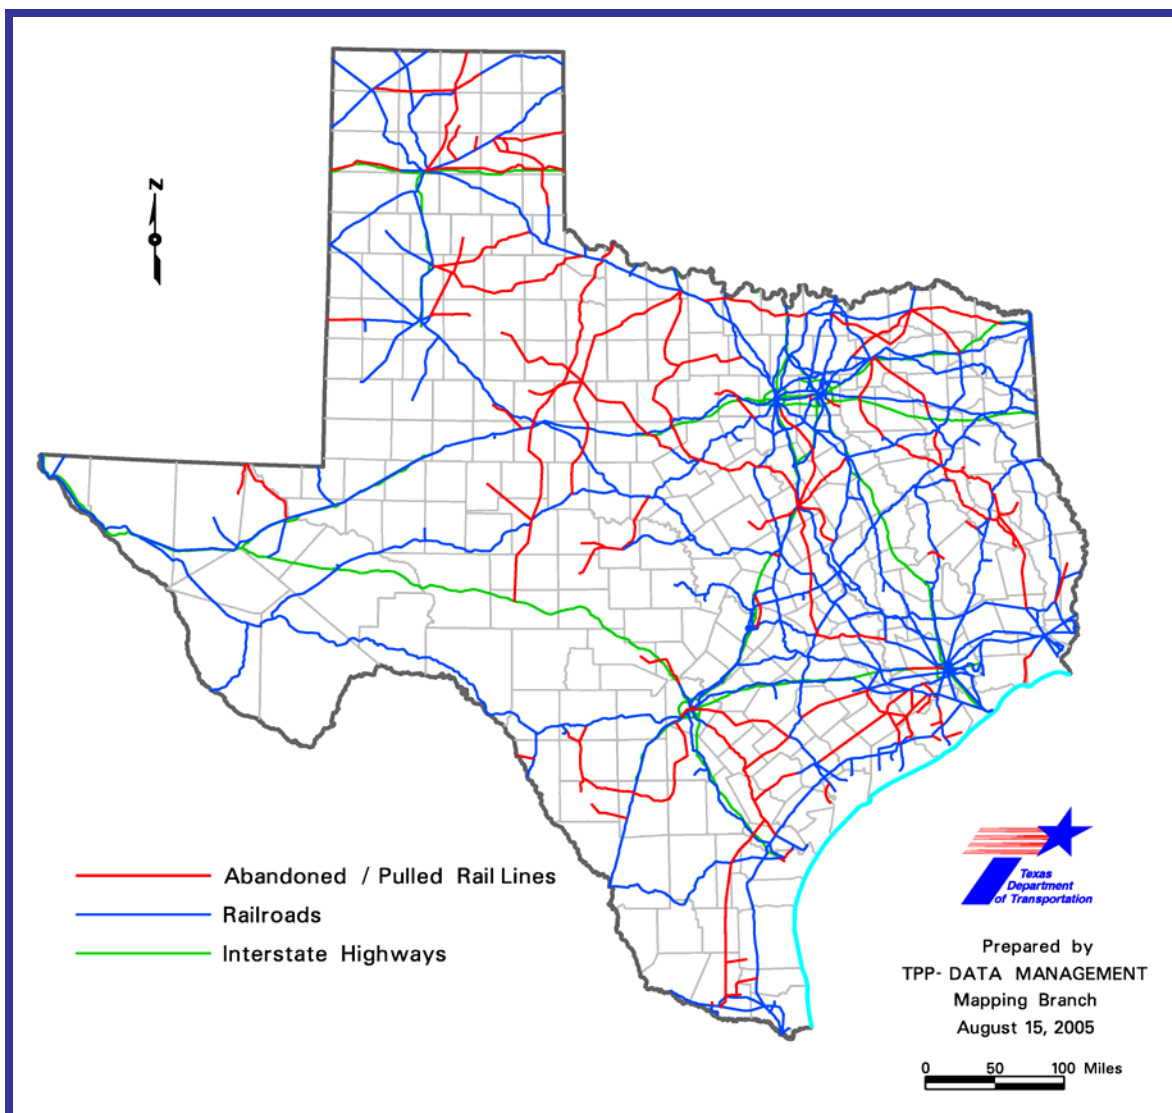 N
Abandoned / Pulled Rail Lines
Railroads
Interstate Highways
Texas
Department
of Transportation
Prepared by
TPP- DATA MANAGEMENT
Mapping Branch
August 15, 2005
0 50 100 Miles